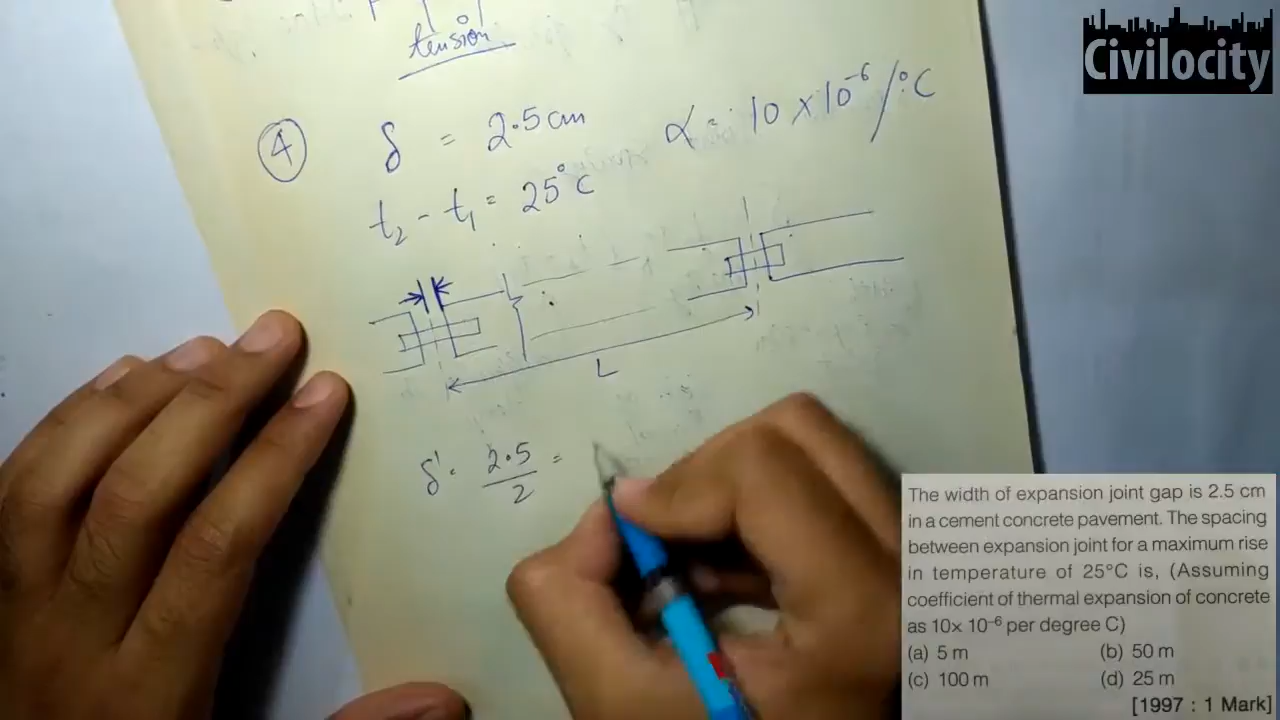 Civilocity
tension
④ δ = 2.5 cm α = 10 × 10⁻⁶ /°C
t₂ - t₁ = 25°C
L
δ' = 2.5/2 =
The width of expansion joint gap is 2.5 cm
in a cement concrete pavement. The spacing
between expansion joint for a maximum rise
in temperature of 25°C is, (Assuming
coefficient of thermal expansion of concrete
as 10× 10⁻⁶ per degree C)
(a) 5 m (b) 50 m
(c) 100 m (d) 25 m
[1997 : 1 Mark]